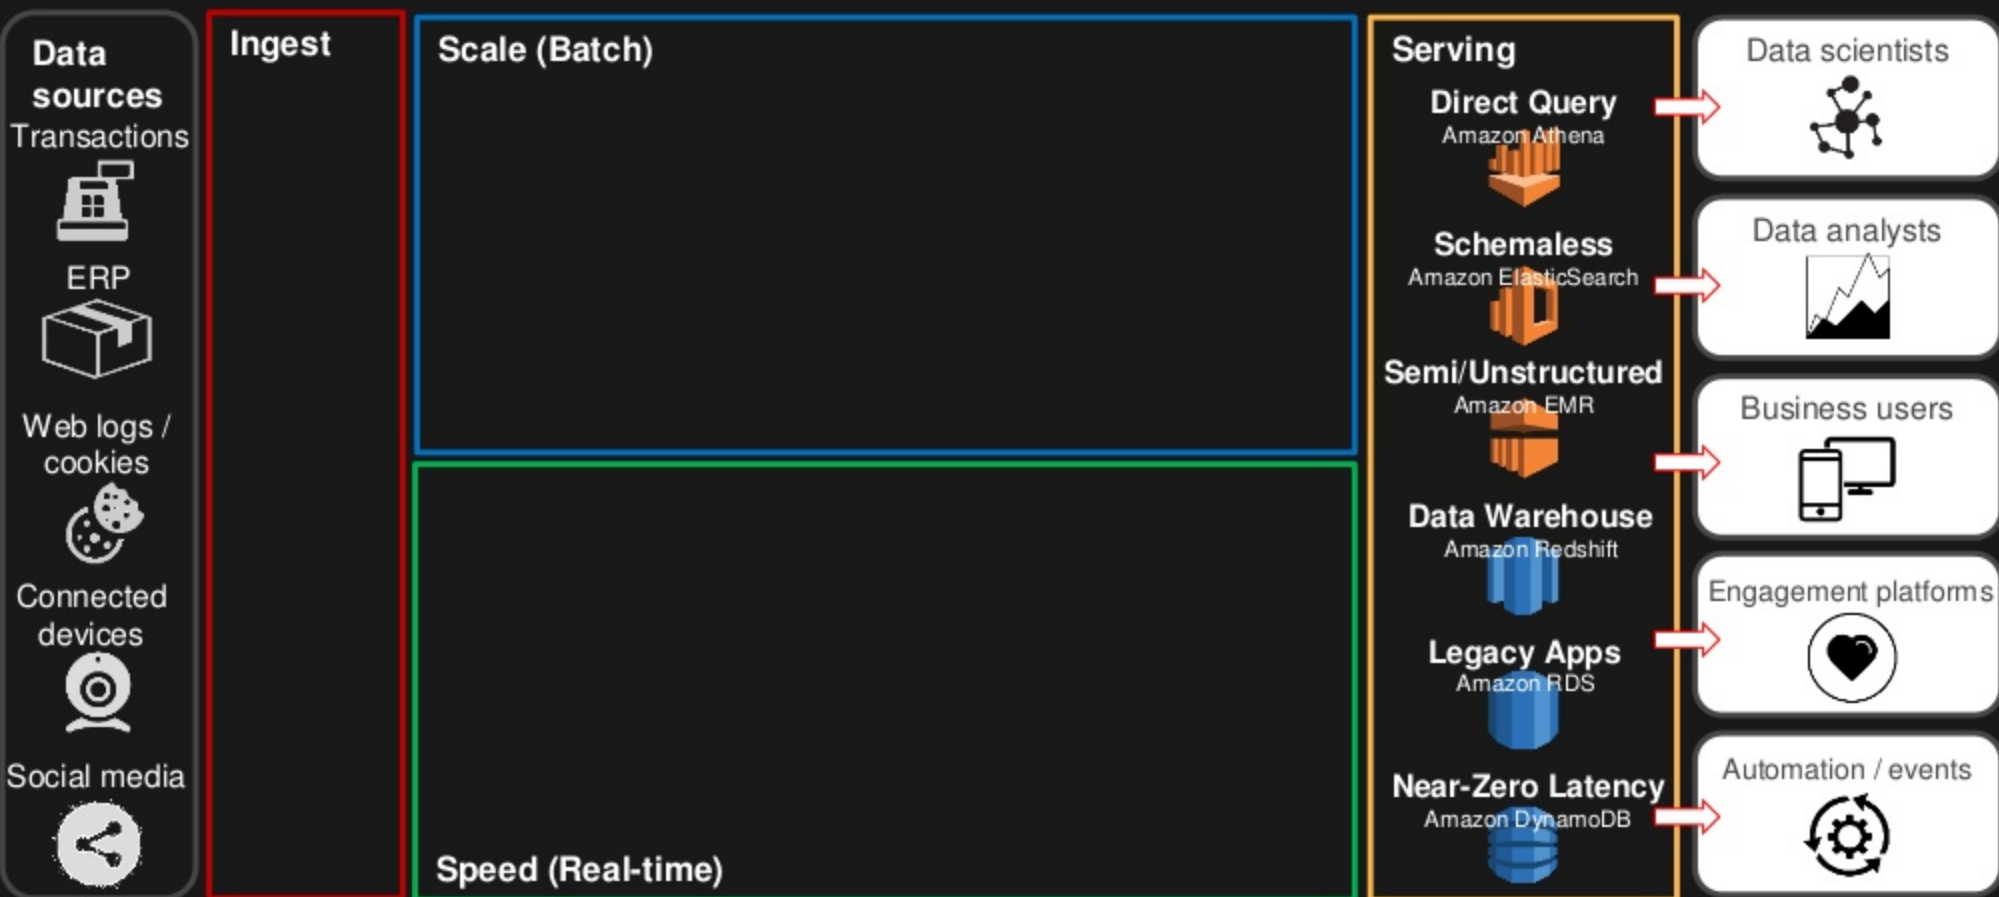 Data
sources
Transactions
ERP
Web logs /
cookies
Connected
devices
Social media
Ingest
Scale (Batch)
Speed (Real-time)
Serving
Direct Query
Amazon Athena
Schemaless
Amazon ElasticSearch
Semi/Unstructured
Amazon EMR
Data Warehouse
Amazon Redshift
Legacy Apps
Amazon RDS
Near-Zero Latency
Amazon DynamoDB
Data scientists
Data analysts
Business users
Engagement platforms
Automation / events